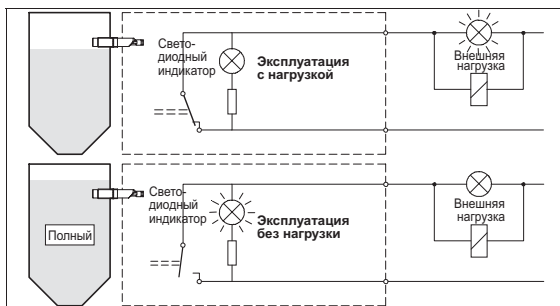 Свето-
диодный
индикатор
Эксплуатация
с нагрузкой
Внешняя
нагрузка
Полный
Свето-
диодный
индикатор
Эксплуатация
без нагрузки
Внешняя
нагрузка